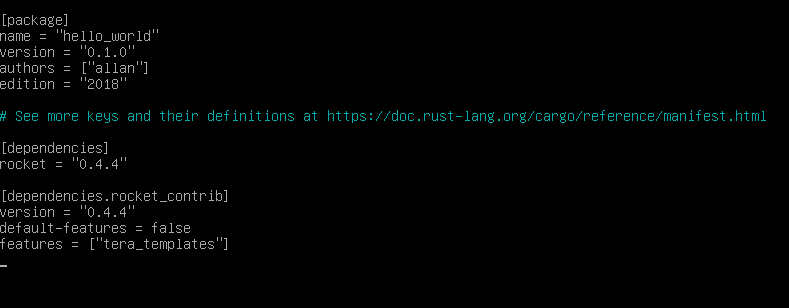 [package]
name = "hello_world"
version = "0.1.0"
authors = ["allan"]
edition = "2018"
# See more keys and their definitions at https://doc.rust-lang.org/cargo/reference/manifest.html
[dependencies]
rocket = "0.4.4"
[dependencies.rocket_contrib]
version = "0.4.4"
default-features = false
features = ["tera_templates"]